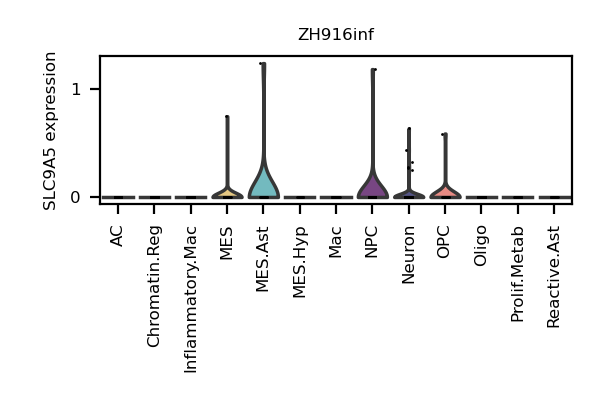 ZH916inf
SLC9A5 expression
1
0
AC
Chromatin.Reg
Inflammatory.Mac
MES
MES.Ast
MES.Hyp
Mac
NPC
Neuron
OPC
Oligo
Prolif.Metab
Reactive.Ast